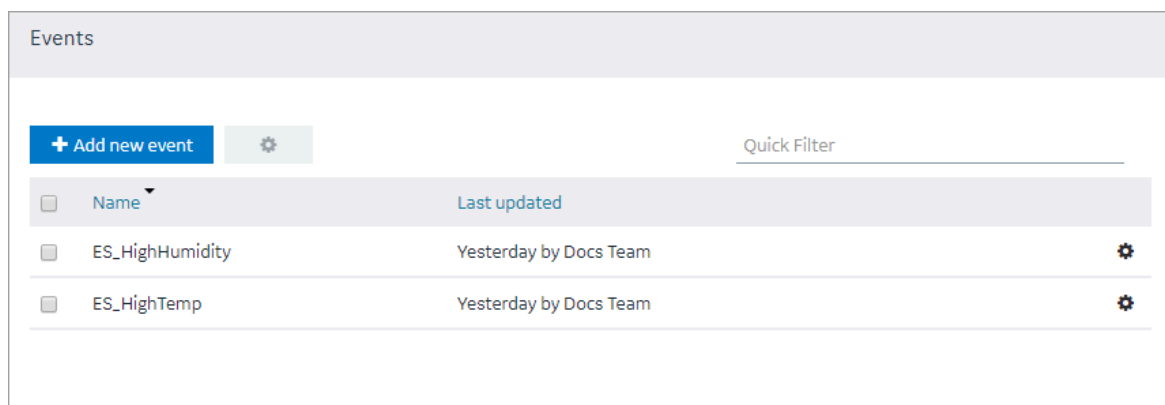 Events
+ Add new event
Quick Filter
Name Last updated
ES_HighHumidity Yesterday by Docs Team
ES_HighTemp Yesterday by Docs Team